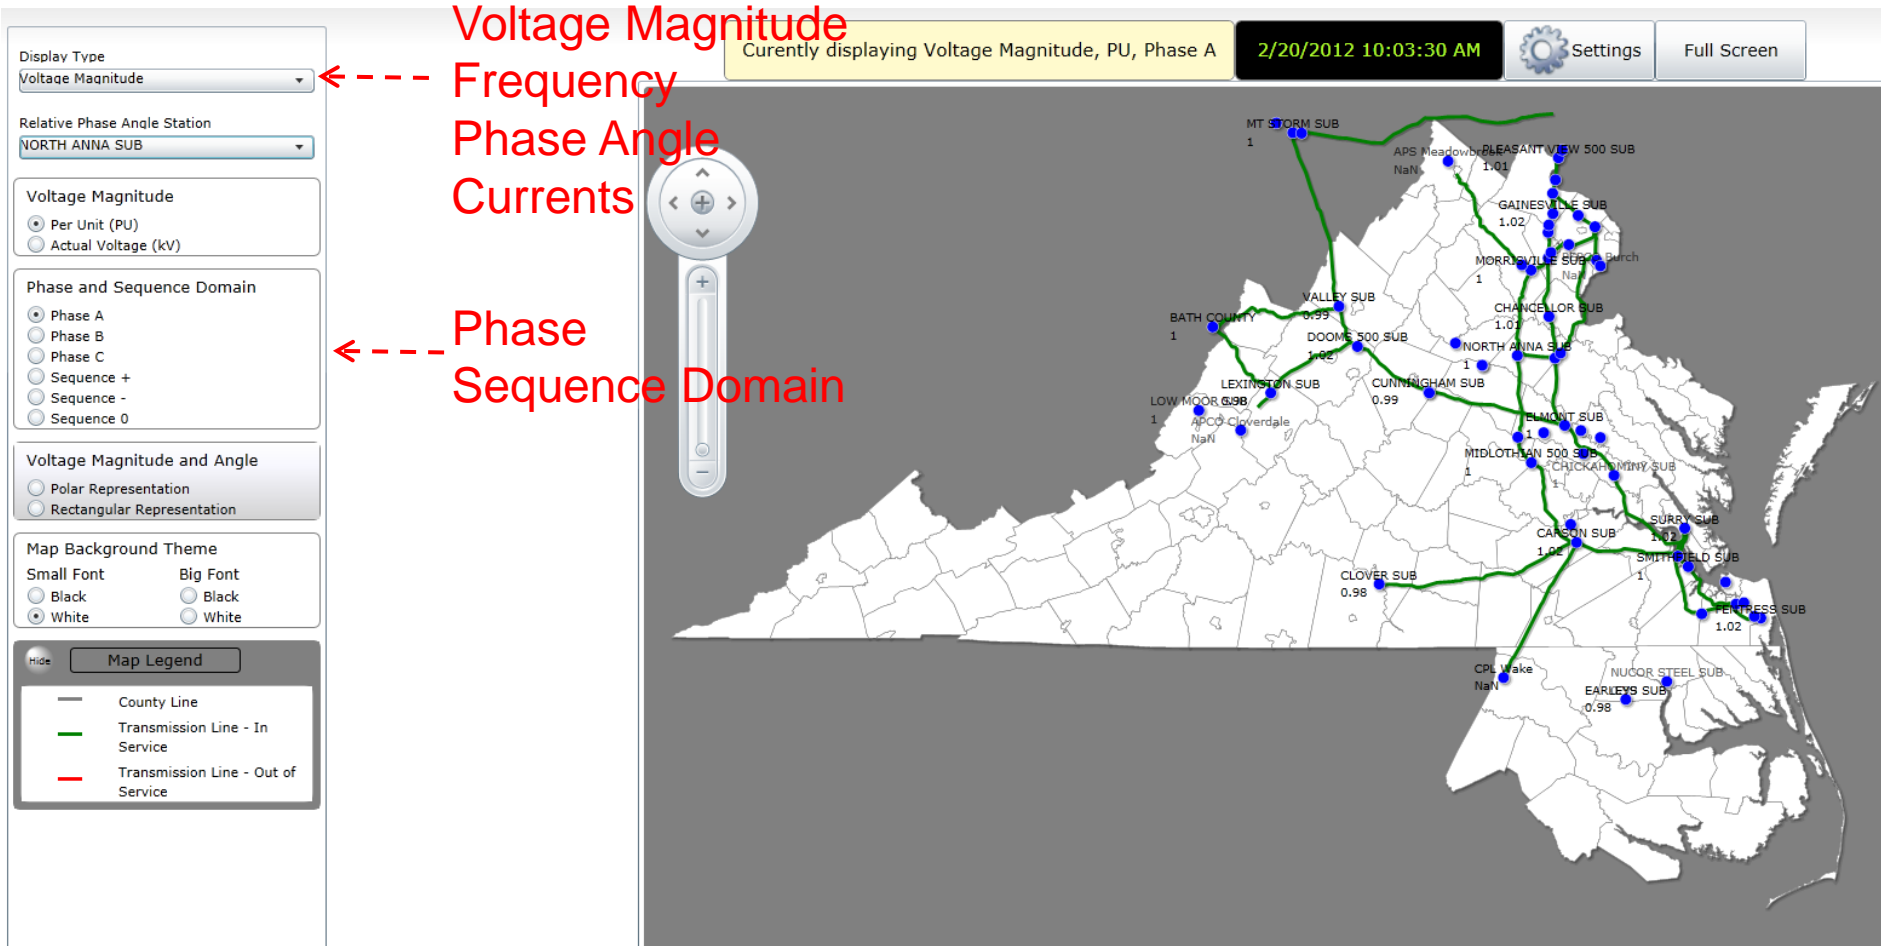 Display Type
Voltage Magnitude
Relative Phase Angle Station
NORTH ANNA SUB
Voltage Magnitude
Per Unit (PU)
Actual Voltage (kV)
Phase and Sequence Domain
Phase A
Phase B
Phase C
Sequence +
Sequence -
Sequence 0
Voltage Magnitude and Angle
Polar Representation
Rectangular Representation
Map Background Theme
Small Font Big Font
Black Black
White White
Hide Map Legend
County Line
Transmission Line - In
Service
Transmission Line - Out of
Service
Voltage Magnitude
Frequency
Phase Angle
Currents
Phase
Sequence Domain
Curently displaying Voltage Magnitude, PU, Phase A
2/20/2012 10:03:30 AM
Settings
Full Screen
MT STORM SUB
1
APS Meadowbrook
NaN
PLEASANT VIEW 500 SUB
1.01
GAINESVILLE SUB
1.02
MORRISVILLE SUB
1
Burch
NaN
VALLEY SUB
0.99
CHANCELLOR SUB
1.01
BATH COUNTY
1
DOOMS 500 SUB
1.02
NORTH ANNA SUB
1
LEXINGTON SUB
0.98
CUNNINGHAM SUB
0.99
LOW MOOR SUB
1
APCO Cloverdale
NaN
ELMONT SUB
1
MIDLOTHIAN 500 SUB
1
CHICKAHOMINY SUB
1
SURRY SUB
1.02
CARSON SUB
1.02
SMITHFIELD SUB
1
CLOVER SUB
0.98
FENTRESS SUB
1.02
CPL Wake
NaN
NUCOR STEEL SUB
EARLEYS SUB
0.98